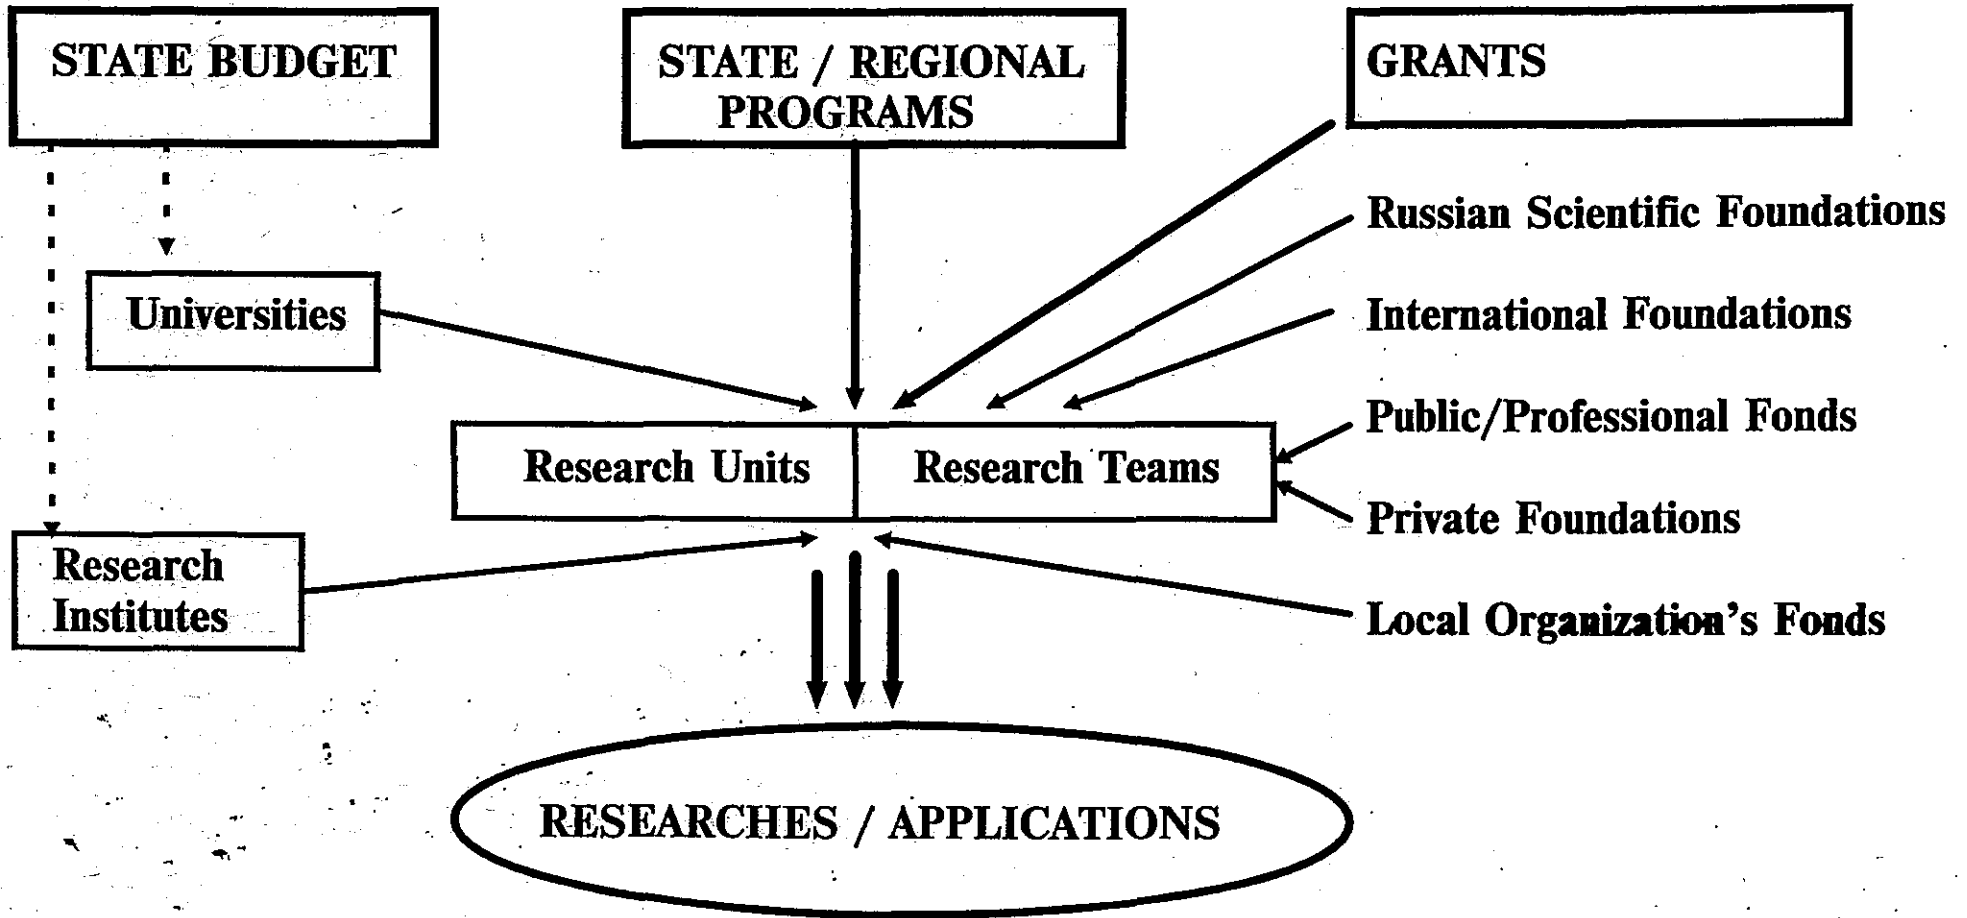 STATE BUDGET
STATE / REGIONAL
PROGRAMS
GRANTS
Russian Scientific Foundations
International Foundations
Universities
Public/Professional Fonds
Research Units
Research Teams
Private Foundations
Research
Institutes
Local Organization's Fonds
RESEARCHES / APPLICATIONS